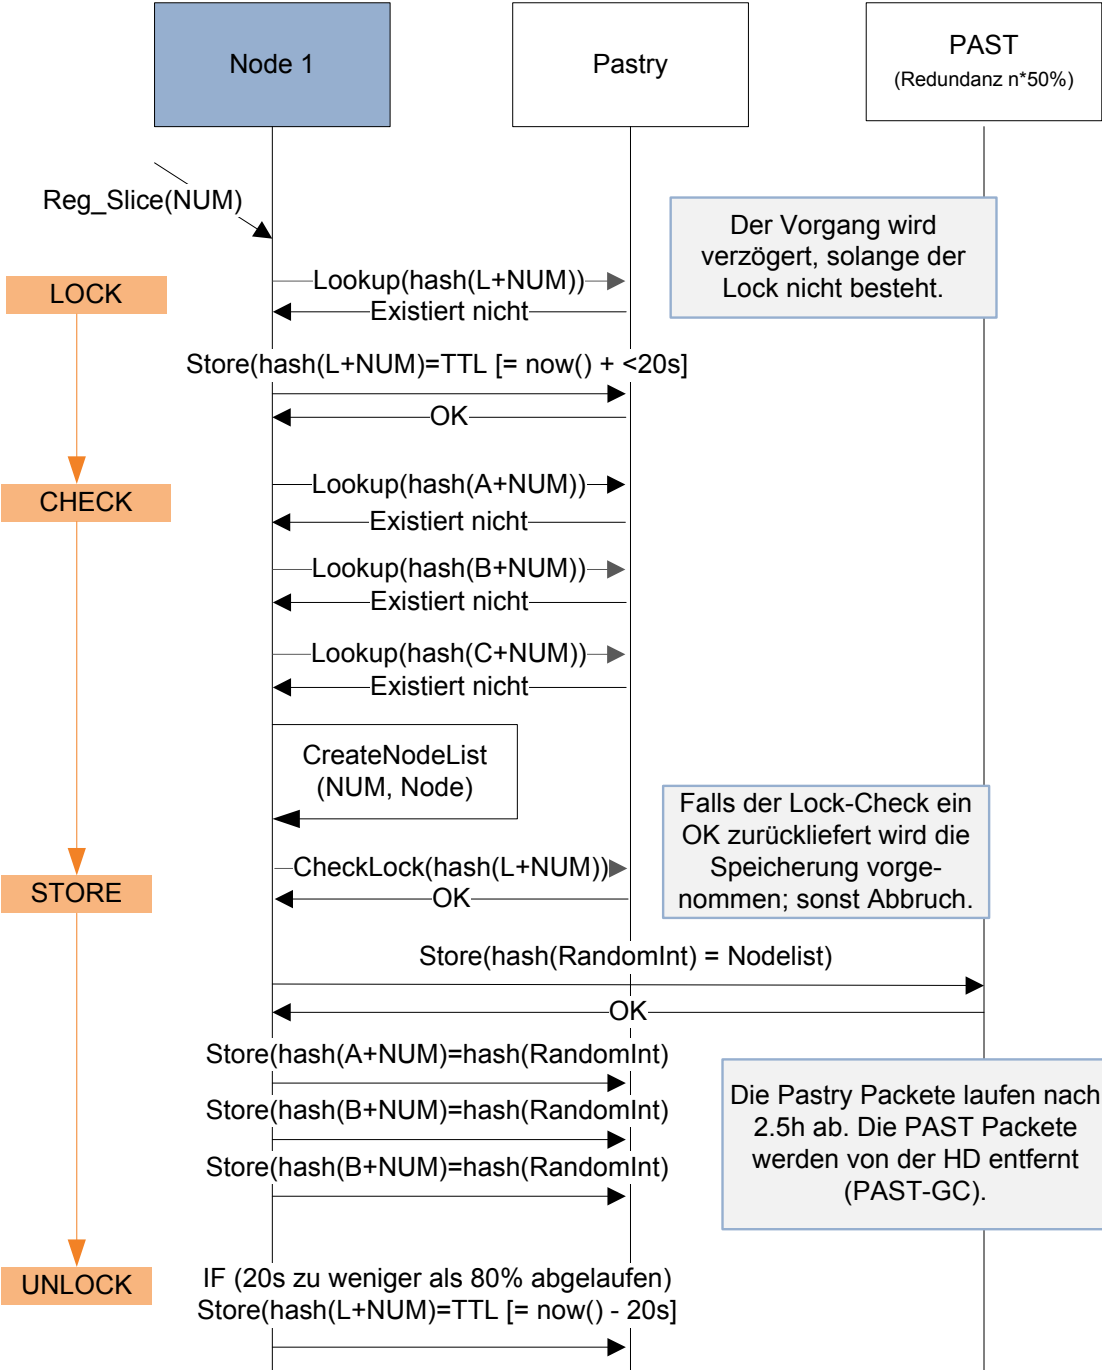 Node 1
Pastry
PAST
(Redundanz n*50%)
Reg_Slice(NUM)
Der Vorgang wird
verzögert, solange der
Lock nicht besteht.
LOCK
Lookup(hash(L+NUM))
Existiert nicht
Store(hash(L+NUM)=TTL [= now() + <20s]
OK
CHECK
Lookup(hash(A+NUM))
Existiert nicht
Lookup(hash(B+NUM))
Existiert nicht
Lookup(hash(C+NUM))
Existiert nicht
CreateNodeList
(NUM, Node)
Falls der Lock-Check ein
OK zurückliefert wird die
Speicherung vorge-
nommen; sonst Abbruch.
STORE
CheckLock(hash(L+NUM))
OK
Store(hash(RandomInt) = Nodelist)
OK
Store(hash(A+NUM)=hash(RandomInt)
Store(hash(B+NUM)=hash(RandomInt)
Store(hash(B+NUM)=hash(RandomInt)
Die Pastry Packete laufen nach
2.5h ab. Die PAST Packete
werden von der HD entfernt
(PAST-GC).
UNLOCK
IF (20s zu weniger als 80% abgelaufen)
Store(hash(L+NUM)=TTL [= now() - 20s]